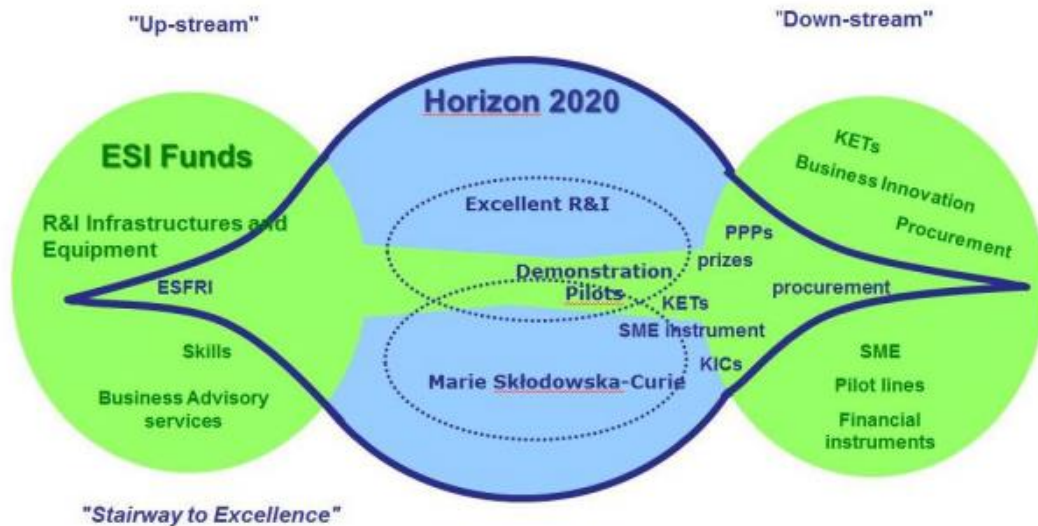 "Up-stream"
"Down-stream"
Horizon 2020
ESI Funds
R&I Infrastructures and
Equipment
ESFRI
Skills
Business Advisory
services
"Stairway to Excellence"
Excellent R&I
Demonstration
Pilots
Marie Skłodowska-Curie
PPPs
prizes
KETs
SME instrument
KICs
procurement
KETs
Business Innovation
Procurement
SME
Pilot lines
Financial
instruments